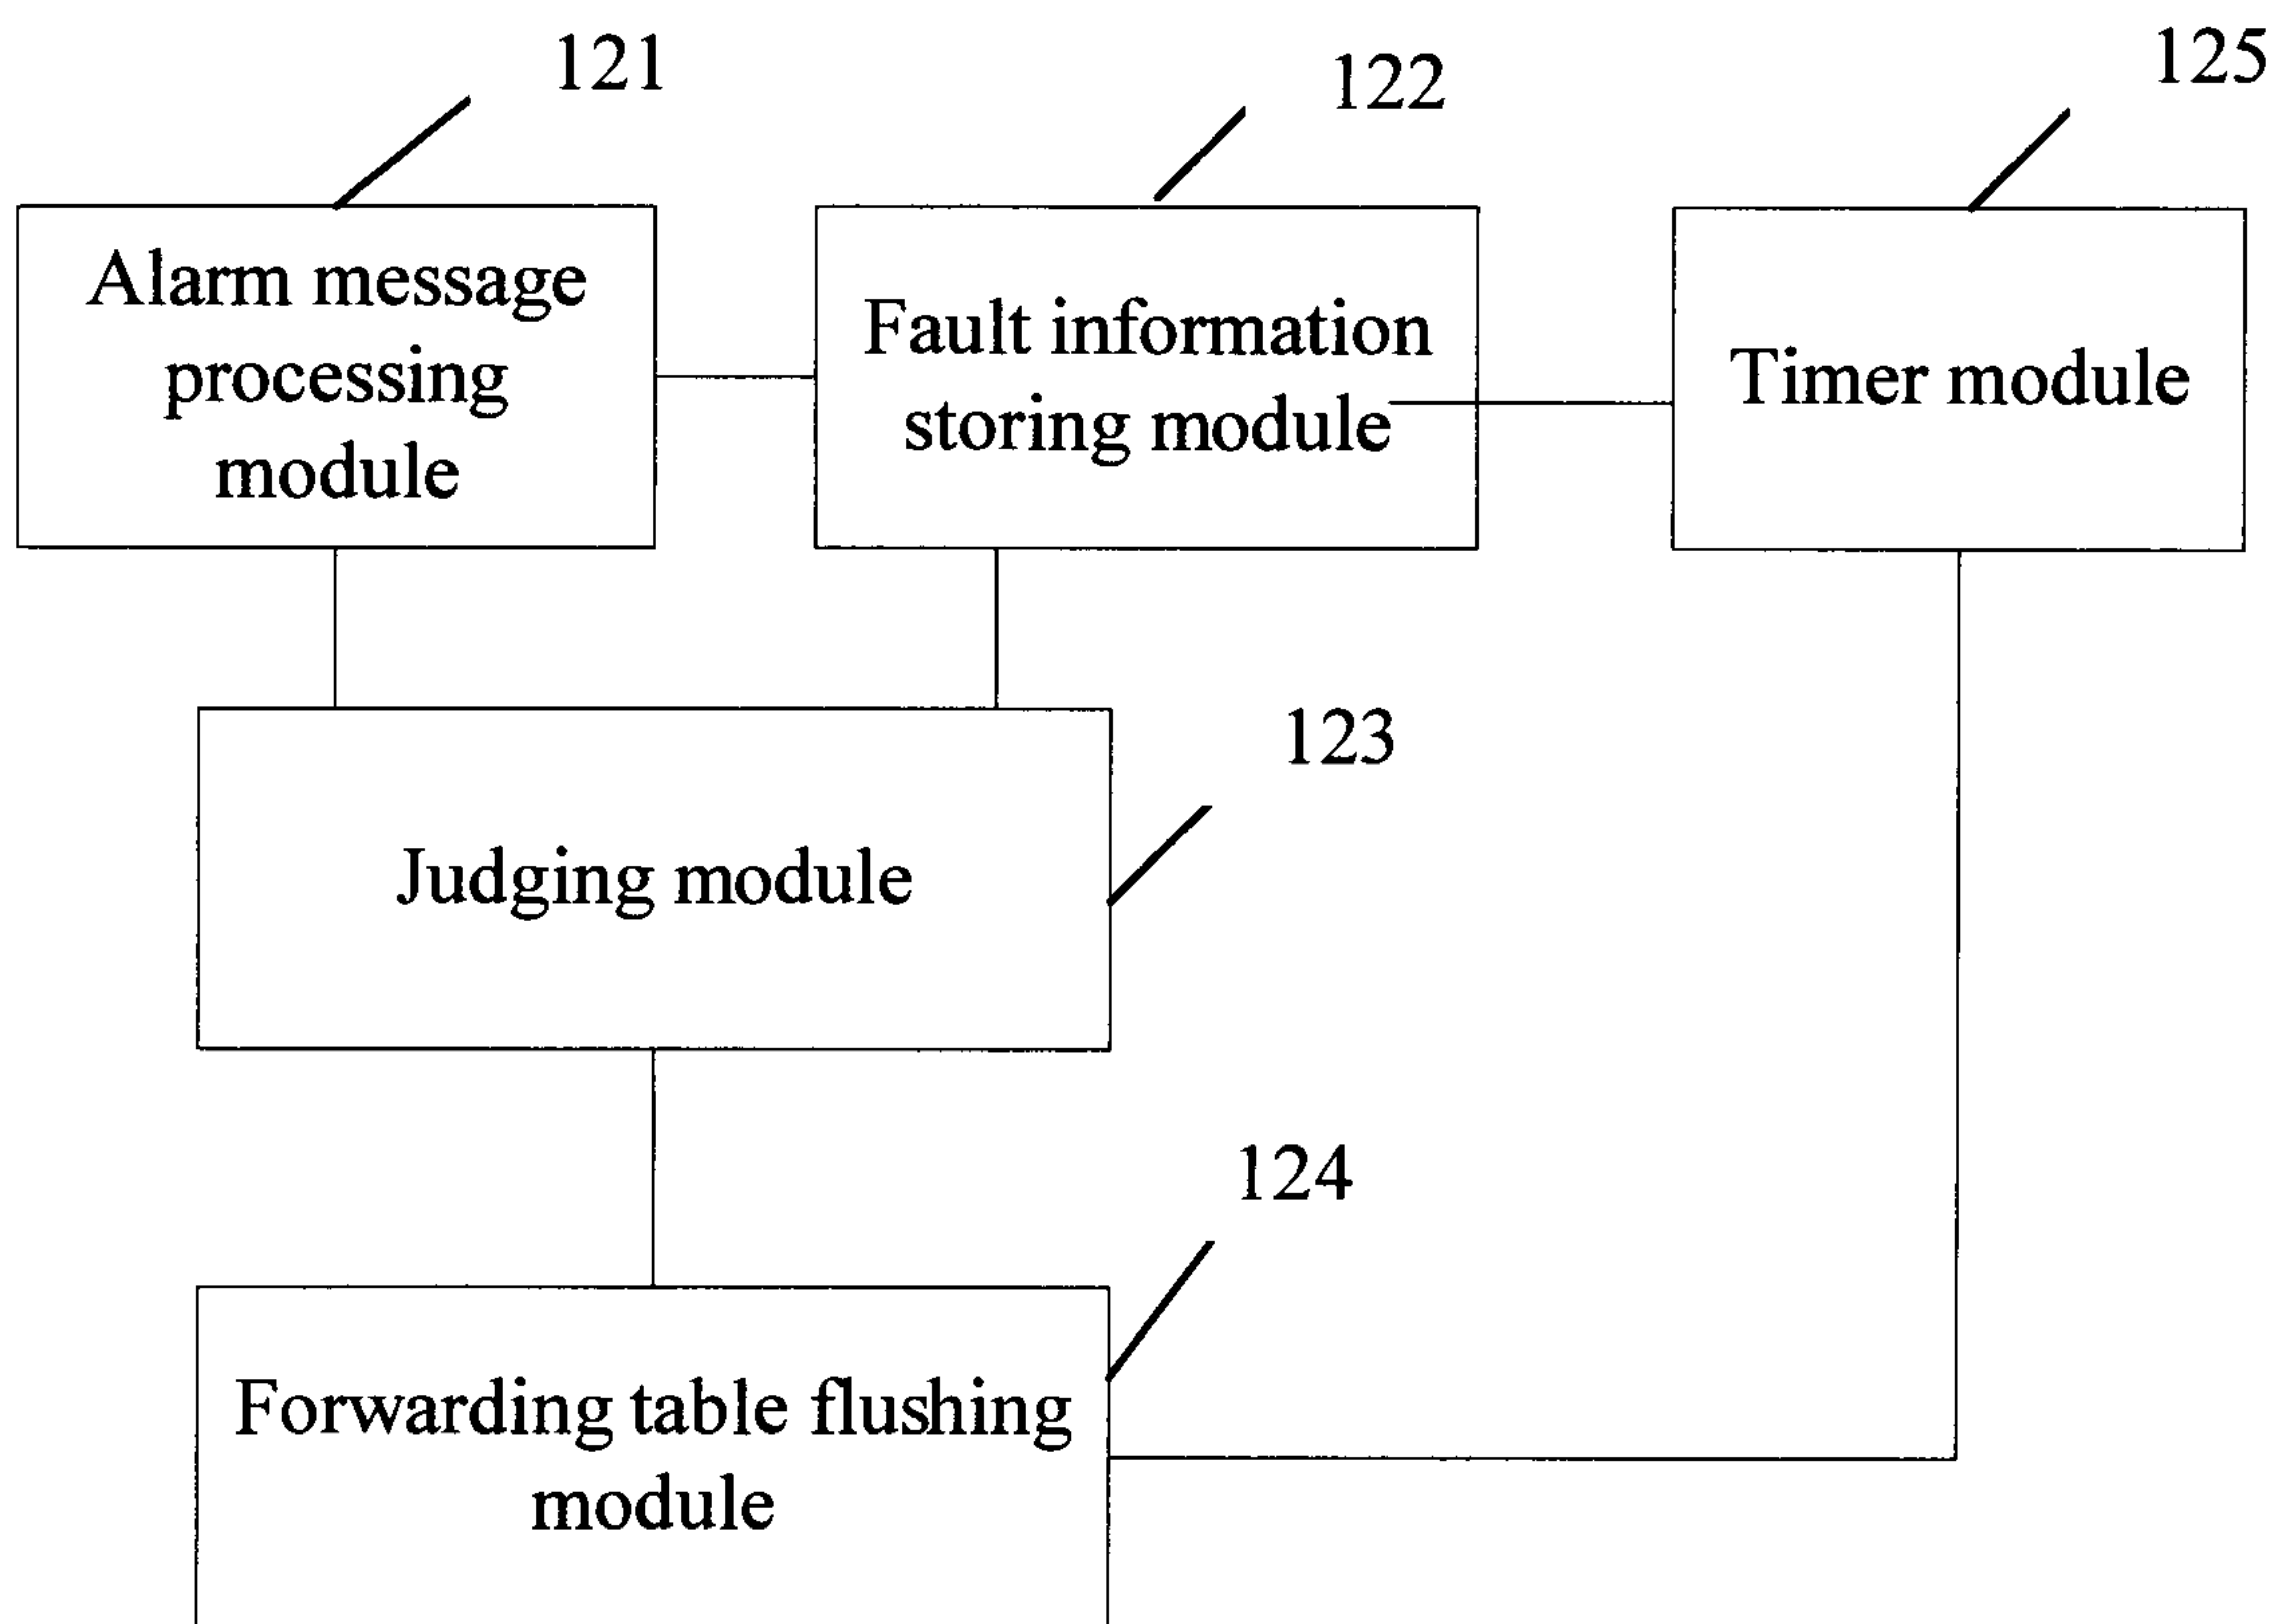 121
122
125
Alarm message
processing
module
Fault information
storing module
Timer module
123
Judging module
124
Forwarding table flushing
module